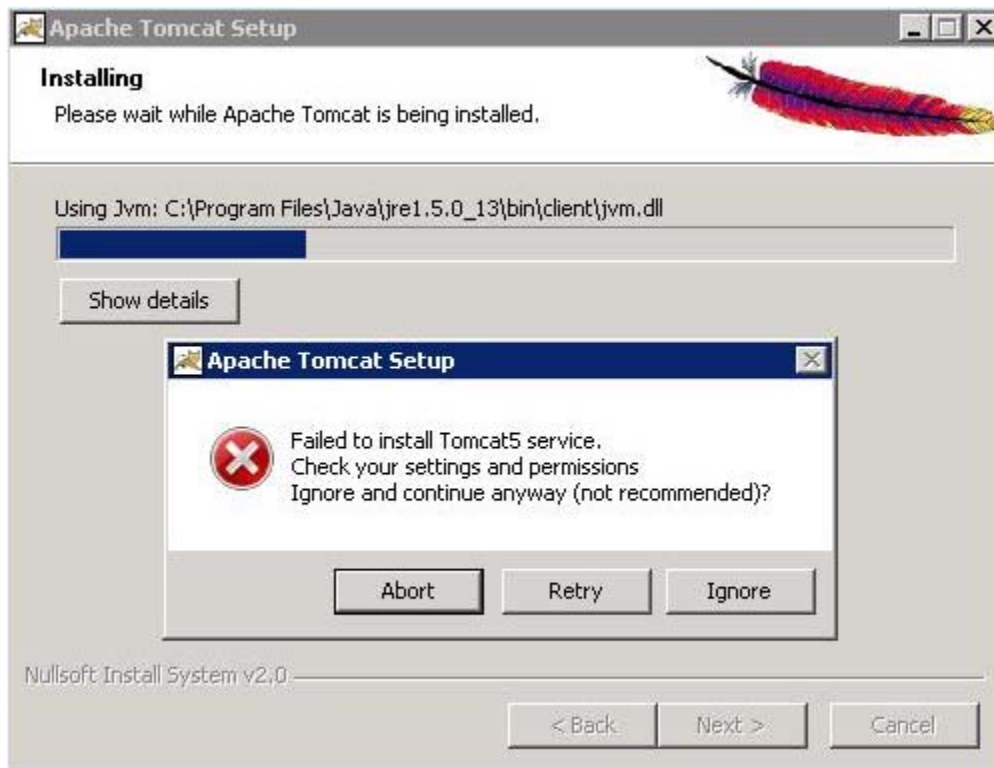 Apache Tomcat Setup
Installing
Please wait while Apache Tomcat is being installed.
Using Jvm: C:\Program Files\Java\jre1.5.0_13\bin\client\jvm.dll
Show details
Apache Tomcat Setup
Failed to install Tomcat5 service.
Check your settings and permissions
Ignore and continue anyway (not recommended)?
Abort
Retry
Ignore
Nullsoft Install System v2.0
< Back
Next >
Cancel